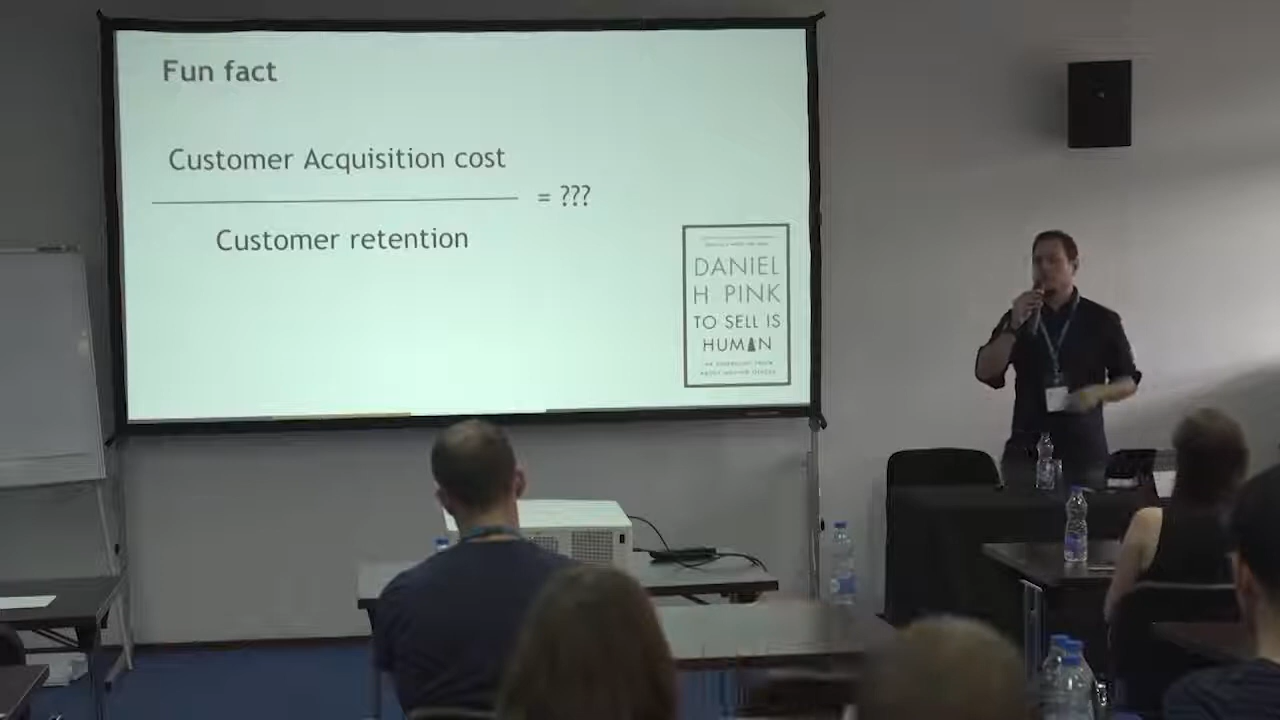 Fun fact
Customer Acquisition cost
= ???
Customer retention
DANIEL
H PINK
TO SELL IS
HUMAN